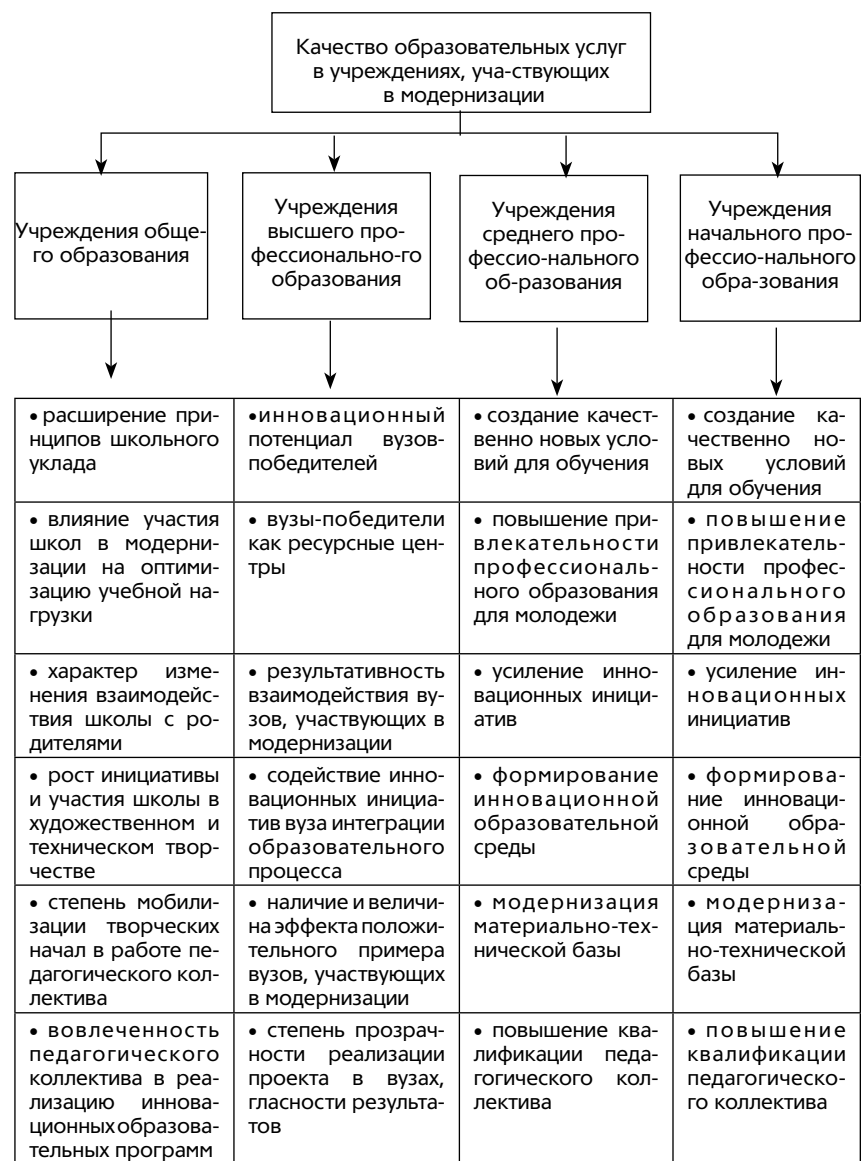 Качество образовательных услуг
в учреждениях, уча-ствующих
в модернизации
Учреждения обще-
го образования
Учреждения
высшего про-
фессионально-го
образования
Учреждения
среднего про-
фессио-нального
об-разования
Учреждения
начального про-
фессио-нального
обра-зования
• расширение при-
нципов школьного
уклада
•инновационный
потенциал вузов-
победителей
• создание качест-
венно новых усло-
вий для обучения
• создание ка-
чественно но-
вых условий
для обучения
• влияние участия
школ в модерни-
зации на оптими-
зацию учебной на-
грузки
• вузы-победители
как ресурсные цен-
тры
• повышение при-
влекательности
профессиональ-
ного образования
для молодежи
• повышение
привлекатель-
ности профес-
сионального
образования
для молодежи
• характер изме-
нения взаимодейс-
твия школы с ро-
дителями
• результативность
взаимодействия ву-
зов, участвующих в
модернизации
• усиление инно-
вационных иници-
атив
• усиление ин-
новационных
инициатив
• рост инициативы
и участия школы в
художественном и
техническом твор-
честве
• содействие инно-
вационных инициа-
тив вуза интеграции
образовательного
процесса
• формирование
инновационной
образовательной
среды
• формирова-
ние инноваци-
онной обра-
зовательной
среды
• степень мобили-
зации творческих
начал в работе пе-
дагогического кол-
лектива
• наличие и величи-
на эффекта положи-
тельного примера
вузов, участвующих
в модернизации
• модернизация
материально-тех-
нической базы
• модерниза-
ция материаль-
но-технической
базы
• вовлеченность
педагогического
коллектива в реа-
лизацию иннова-
ционных образова-
тельных программ
• степень прозрач-
ности реализации
проекта в вузах,
гласности результа-
тов
• повышение ква-
лификации педа-
гогического кол-
лектива
• повышение
квалификации
педагогическо-
го коллектива